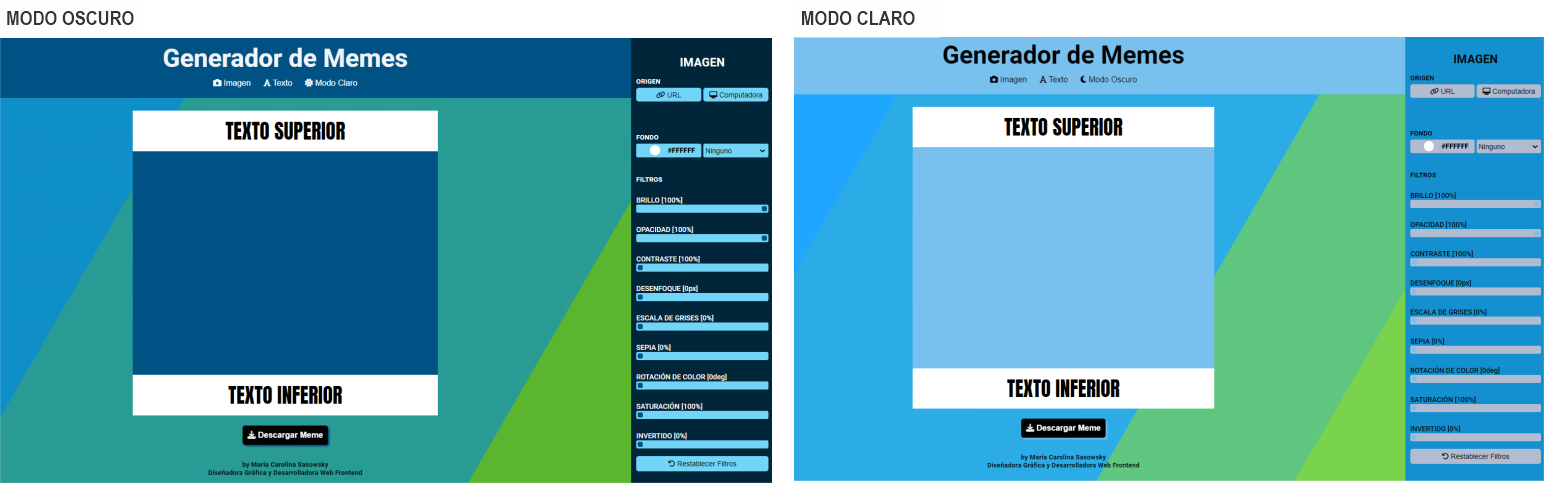 MODO OSCURO
Generador de Memes
Imagen Texto Modo Claro
TEXTO SUPERIOR
TEXTO INFERIOR
Descargar Meme
by María Carolina Sasowsky
Diseñadora Gráfica y Desarrolladora Web Frontend
IMAGEN
ORIGEN
URL Computadora
FONDO
#FFFFFF Ninguno
FILTROS
BRILLO [100%]
OPACIDAD [100%]
CONTRASTE [100%]
DESENFOQUE [0px]
ESCALA DE GRISES [0%]
SEPIA [0%]
ROTACIÓN DE COLOR [0deg]
SATURACIÓN [100%]
INVERTIDO [0%]
Restablecer Filtros
MODO CLARO
Generador de Memes
Imagen Texto Modo Oscuro
TEXTO SUPERIOR
TEXTO INFERIOR
Descargar Meme
by María Carolina Sasowsky
Diseñadora Gráfica y Desarrolladora Web Frontend
IMAGEN
ORIGEN
URL Computadora
FONDO
#FFFFFF Ninguno
FILTROS
BRILLO [100%]
OPACIDAD [100%]
CONTRASTE [100%]
DESENFOQUE [0px]
ESCALA DE GRISES [0%]
SEPIA [0%]
ROTACIÓN DE COLOR [0deg]
SATURACIÓN [100%]
INVERTIDO [0%]
Restablecer Filtros